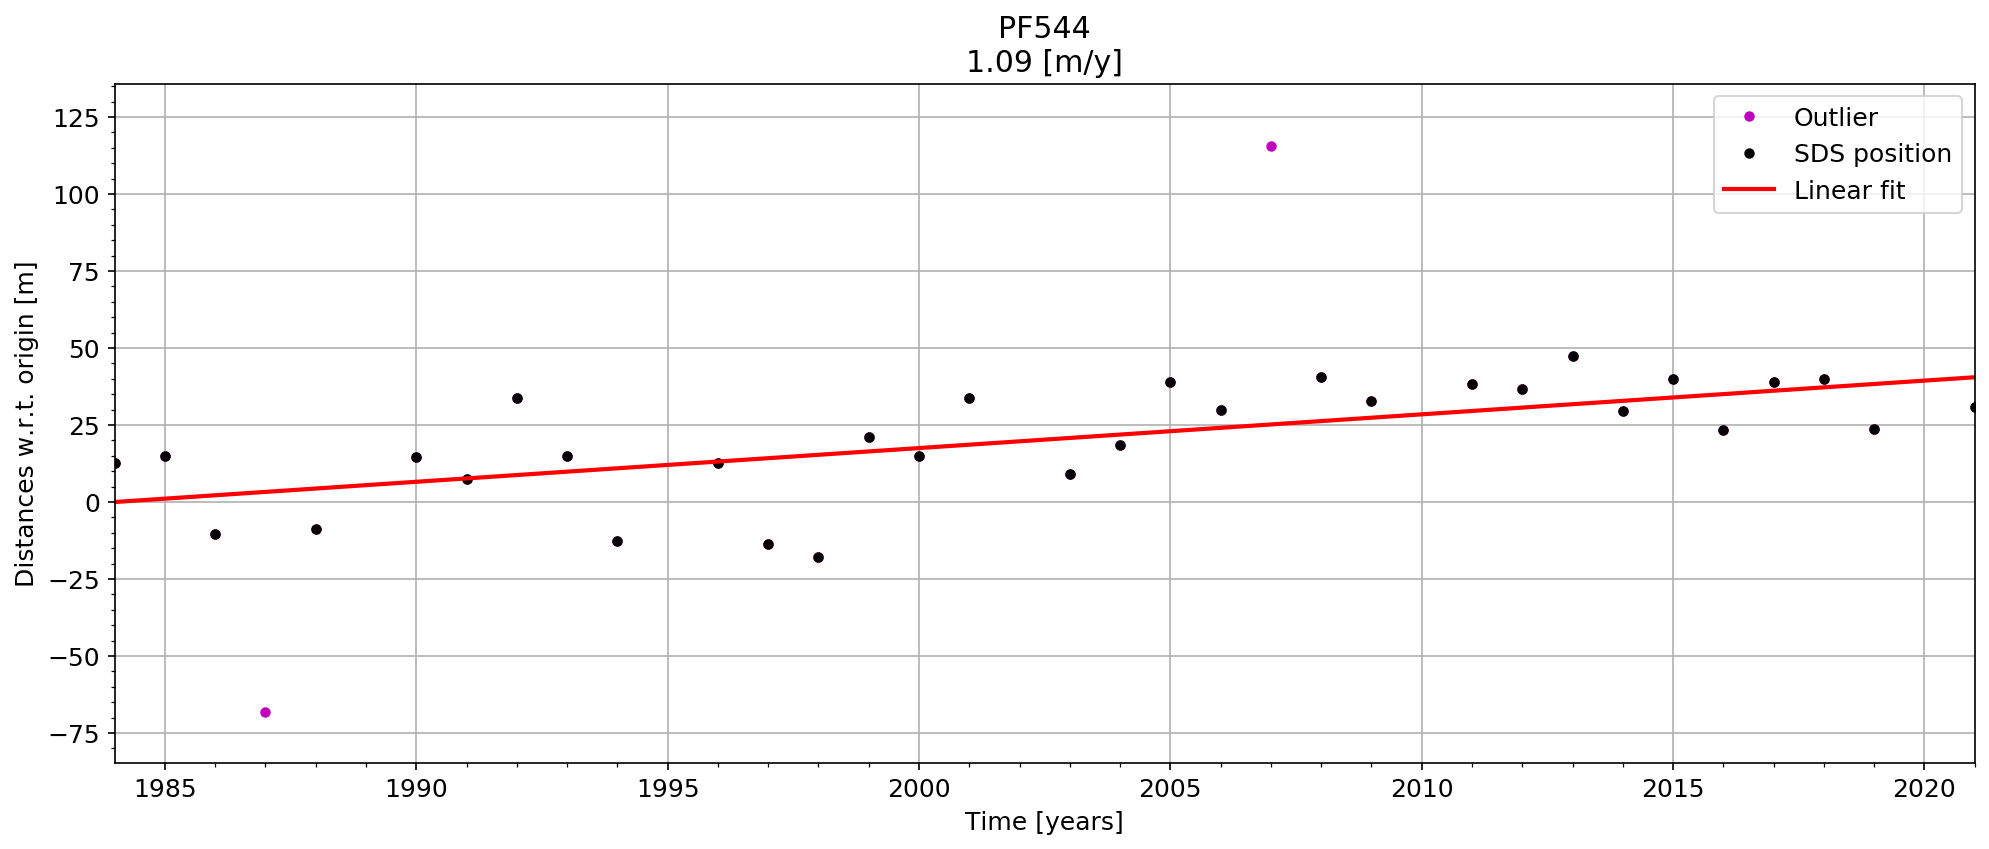 PF544
1.09 [m/y]
Outlier
SDS position
Linear fit
Distances w.r.t. origin [m]
125
100
75
50
25
0
−25
−50
−75
1985 1990 1995 2000 2005 2010 2015 2020
Time [years]